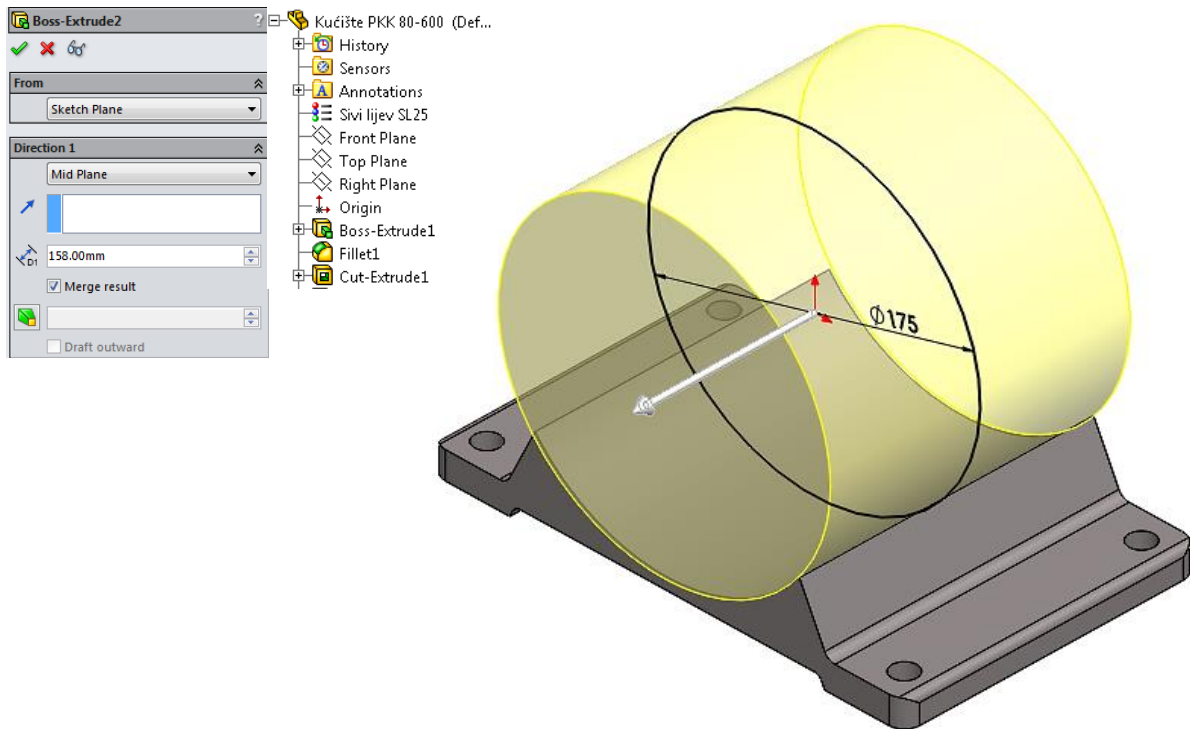 Boss-Extrude2 ?
From
Sketch Plane
Direction 1
Mid Plane
D1 158.00mm
Merge result
Draft outward
Kućište PKK 80-600 (Def...
History
Sensors
A Annotations
Sivi lijev SL25
Front Plane
Top Plane
Right Plane
Origin
Boss-Extrude1
Fillet1
Cut-Extrude1
Φ175